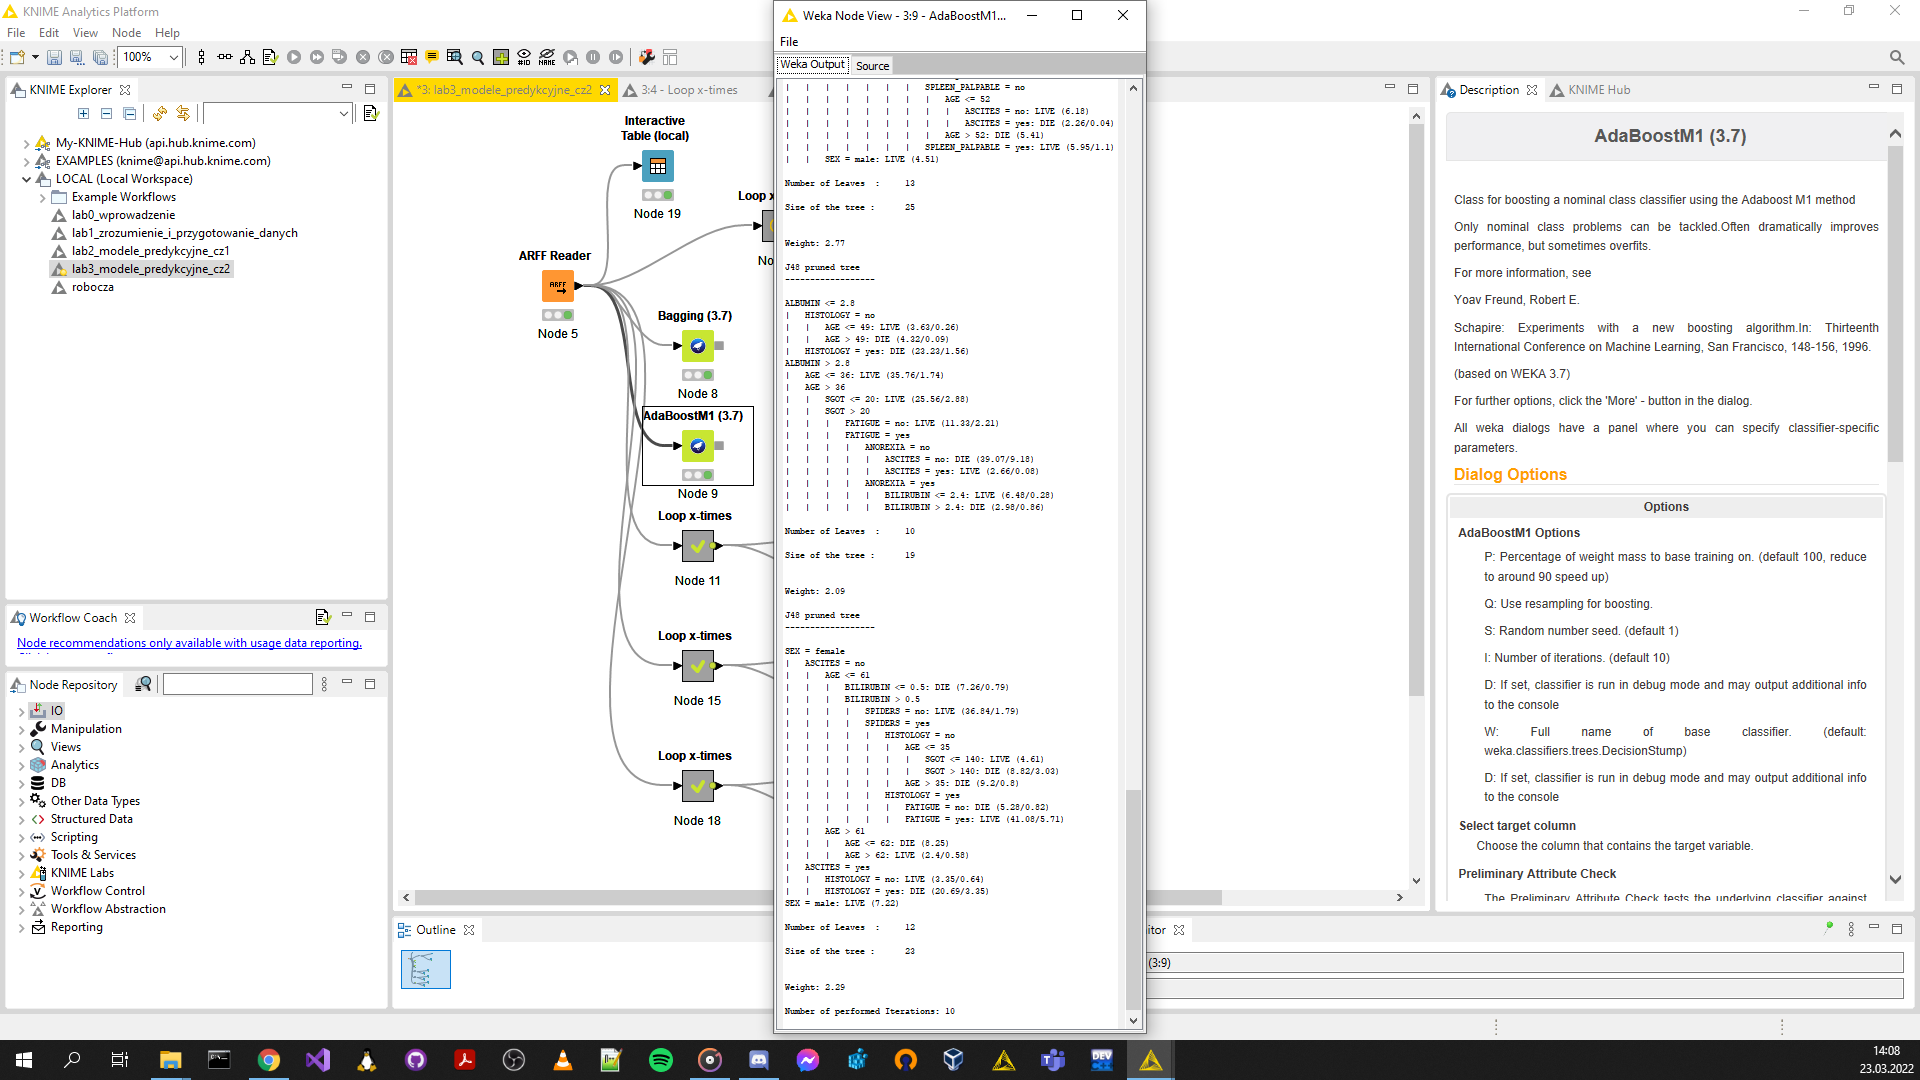 KNIME Analytics Platform
File Edit View Node Help
100%
KNIME Explorer
My-KNIME-Hub (api.hub.knime.com)
EXAMPLES (knime@api.hub.knime.com)
LOCAL (Local Workspace)
Example Workflows
lab0_wprowadzenie
lab1_zrozumienie_i_przygotowanie_danych
lab2_modele_predykcyjne_cz1
lab3_modele_predykcyjne_cz2
robocza
Workflow Coach
Node recommendations only available with usage data reporting.
Node Repository
IO
Manipulation
Views
Analytics
DB
Other Data Types
Structured Data
Scripting
Tools & Services
KNIME Labs
Workflow Control
Workflow Abstraction
Reporting
*3: lab3_modele_predykcyjne_cz2
3:4 - Loop x-times
Interactive
Table (local)
Node 19
Loop x
No
ARFF Reader
ARFF
Node 5
Bagging (3.7)
Node 8
AdaBoostM1 (3.7)
Node 9
Loop x-times
Node 11
Loop x-times
Node 15
Loop x-times
Node 18
Outline
Weka Node View - 3:9 - AdaBoostM1...
File
Weka Output Source
| | | | | | | SPLEEN_PALPABLE = no
| | | | | | | | AGE <= 52
| | | | | | | | | ASCITES = no: LIVE (6.18)
| | | | | | | | | ASCITES = yes: DIE (2.26/0.04)
| | | | | | | | AGE > 52: DIE (5.41)
| | | | | | | SPLEEN_PALPABLE = yes: LIVE (5.95/1.1)
| | SEX = male: LIVE (4.51)
Number of Leaves : 13
Size of the tree : 25
Weight: 2.77
J48 pruned tree
------------------
ALBUMIN <= 2.8
| HISTOLOGY = no
| | AGE <= 49: LIVE (3.63/0.26)
| | AGE > 49: DIE (4.32/0.09)
| HISTOLOGY = yes: DIE (23.23/1.56)
ALBUMIN > 2.8
| AGE <= 36: LIVE (35.76/1.74)
| AGE > 36
| | SGOT <= 20: LIVE (25.56/2.88)
| | SGOT > 20
| | | FATIGUE = no: LIVE (11.33/2.21)
| | | FATIGUE = yes
| | | | ANOREXIA = no
| | | | | ASCITES = no: DIE (39.07/9.18)
| | | | | ASCITES = yes: LIVE (2.66/0.08)
| | | | ANOREXIA = yes
| | | | | BILIRUBIN <= 2.4: LIVE (6.48/0.28)
| | | | | BILIRUBIN > 2.4: DIE (2.98/0.86)
Number of Leaves : 10
Size of the tree : 19
Weight: 2.09
J48 pruned tree
------------------
SEX = female
| ASCITES = no
| | AGE <= 61
| | | BILIRUBIN <= 0.5: DIE (7.26/0.79)
| | | BILIRUBIN > 0.5
| | | | SPIDERS = no: LIVE (36.84/1.79)
| | | | SPIDERS = yes
| | | | | HISTOLOGY = no
| | | | | | AGE <= 35
| | | | | | | SGOT <= 140: LIVE (4.61)
| | | | | | | SGOT > 140: DIE (8.82/3.03)
| | | | | | AGE > 35: DIE (9.2/0.8)
| | | | | HISTOLOGY = yes
| | | | | | FATIGUE = no: DIE (5.28/0.82)
| | | | | | FATIGUE = yes: LIVE (41.08/5.71)
| | AGE > 61
| | | AGE <= 62: DIE (8.25)
| | | AGE > 62: LIVE (2.4/0.58)
| ASCITES = yes
| | HISTOLOGY = no: LIVE (3.35/0.64)
| | HISTOLOGY = yes: DIE (20.69/3.35)
SEX = male: LIVE (7.22)
Number of Leaves : 12
Size of the tree : 23
Weight: 2.29
Number of performed Iterations: 10
Description
KNIME Hub
AdaBoostM1 (3.7)
Class for boosting a nominal class classifier using the Adaboost M1 method
Only nominal class problems can be tackled.Often dramatically improves
performance, but sometimes overfits.
For more information, see
Yoav Freund, Robert E.
Schapire: Experiments with a new boosting algorithm.In: Thirteenth
International Conference on Machine Learning, San Francisco, 148-156, 1996.
(based on WEKA 3.7)
For further options, click the 'More' - button in the dialog.
All weka dialogs have a panel where you can specify classifier-specific
parameters.
Dialog Options
Options
AdaBoostM1 Options
P: Percentage of weight mass to base training on. (default 100, reduce
to around 90 speed up)
Q: Use resampling for boosting.
S: Random number seed. (default 1)
I: Number of iterations. (default 10)
D: If set, classifier is run in debug mode and may output additional info
to the console
W: Full name of base classifier. (default:
weka.classifiers.trees.DecisionStump)
D: If set, classifier is run in debug mode and may output additional info
to the console
Select target column
Choose the column that contains the target variable.
Preliminary Attribute Check
The Preliminary Attribute Check tests the underlying classifier against
itor
(3:9)
14:08
23.03.2022